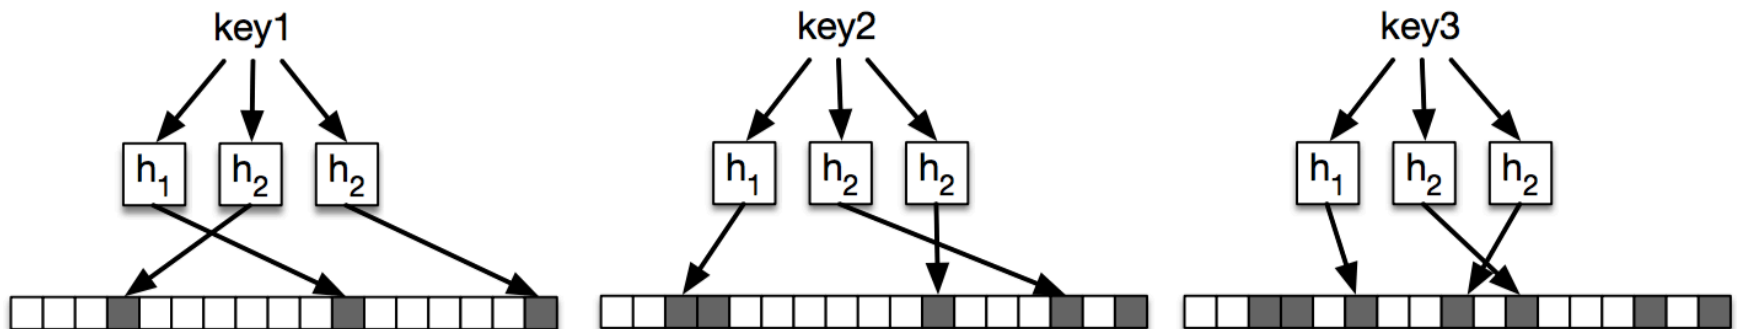 key1 key2 key3
h₁ h₂ h₂ h₁ h₂ h₂ h₁ h₂ h₂